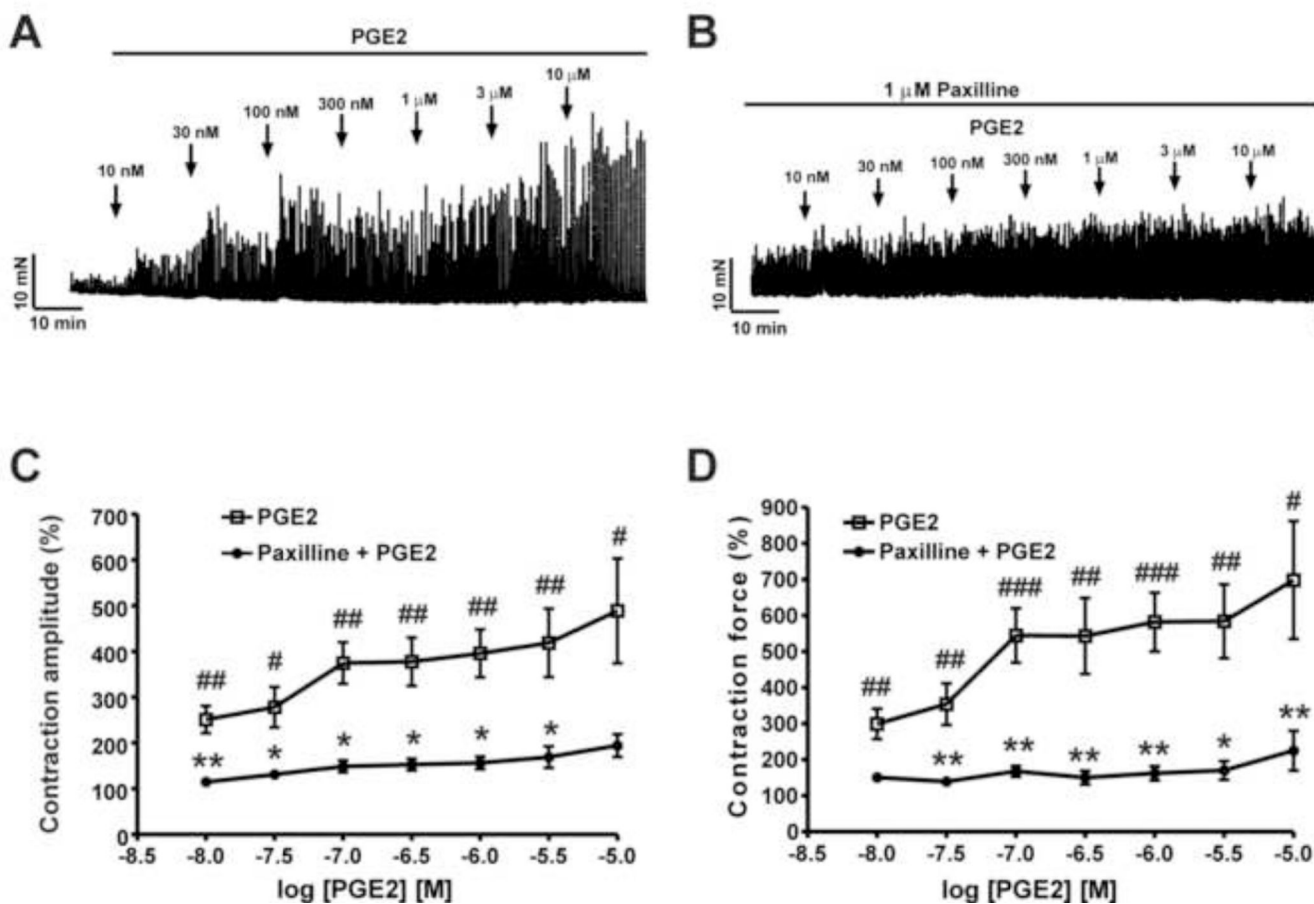 A
PGE2
10 nM
30 nM
100 nM
300 nM
1 μM
3 μM
10 μM
10 mN
10 min
B
1 μM Paxilline
PGE2
10 nM
30 nM
100 nM
300 nM
1 μM
3 μM
10 μM
10 mN
10 min
C
Contraction amplitude (%)
700
600
500
400
300
200
100
0
PGE2
Paxilline + PGE2
##
#
##
##
##
##
#
**
*
*
*
*
*
-8.5
-8.0
-7.5
-7.0
-6.5
-6.0
-5.5
-5.0
log [PGE2] [M]
D
Contraction force (%)
900
800
700
600
500
400
300
200
100
0
PGE2
Paxilline + PGE2
##
##
###
##
###
##
#
**
**
**
**
*
**
-8.5
-8.0
-7.5
-7.0
-6.5
-6.0
-5.5
-5.0
log [PGE2] [M]